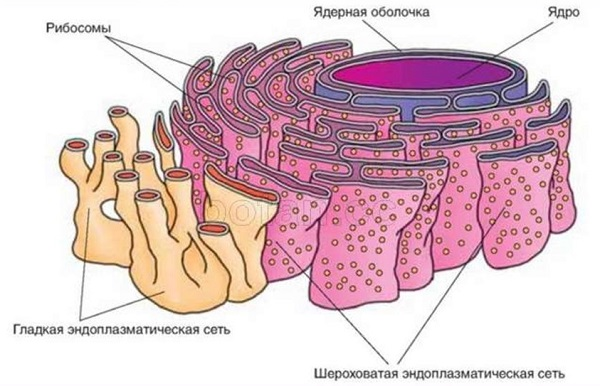 Ядерная оболочка
Ядро
Рибосомы
Гладкая эндоплазматическая сеть
Шероховатая эндоплазматическая сеть